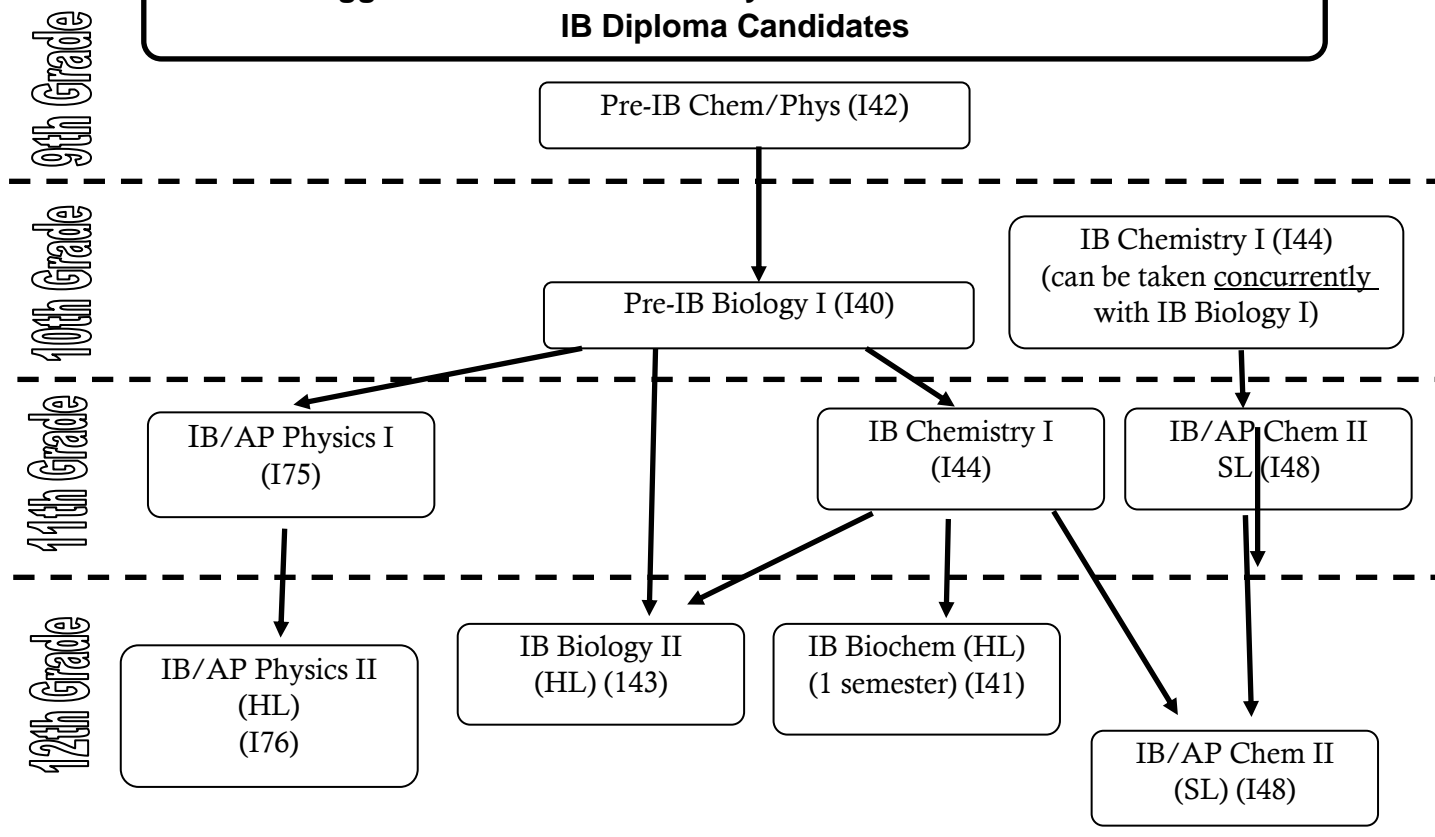 IB Diploma Candidates
9th Grade
Pre-IB Chem/Phys (I42)
10th Grade
IB Chemistry I (I44)
(can be taken concurrently
with IB Biology I)
Pre-IB Biology I (I40)
11th Grade
IB/AP Physics I
(I75)
IB Chemistry I
(I44)
IB/AP Chem II
SL (I48)
12th Grade
IB/AP Physics II
(HL)
(I76)
IB Biology II
(HL) (143)
IB Biochem (HL)
(1 semester) (I41)
IB/AP Chem II
(SL) (I48)